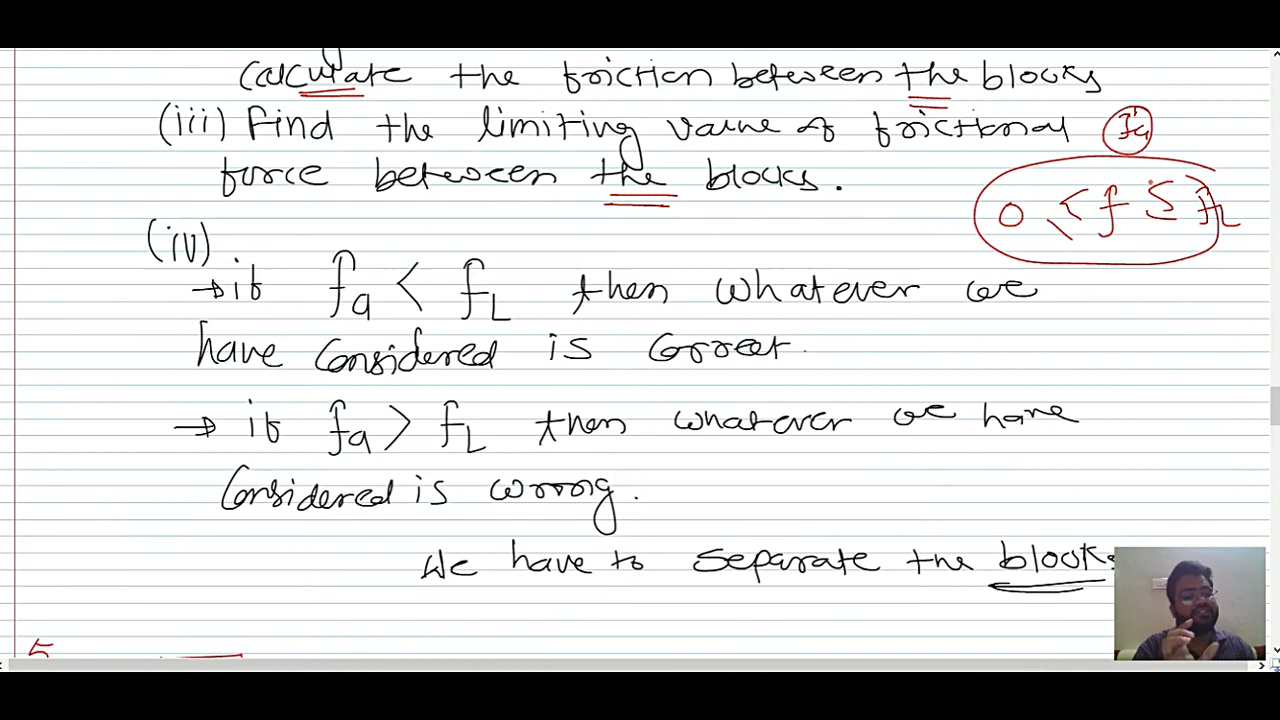 Calculate the friction between the blocks
(iii) Find the limiting value of frictional fa
force between the blocks.
0 < f ≤ fL
(iv)
→ if fa < fL then whatever we
have Considered is Correct.
→ if fa > fL then whatever we have
Considered is wrong.
We have to separate the blocks
5